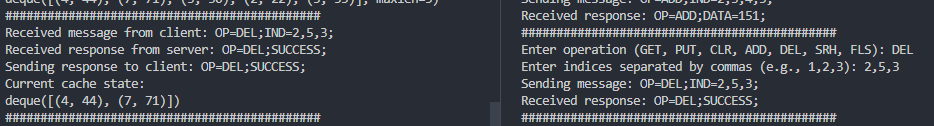 deque([(4, 44), (7, 71), (5, 50), (2, 22), (3, 33)], maxlen=5)
############################################
Received message from client: OP=DEL;IND=2,5,3;
Received response from server: OP=DEL;SUCCESS;
Sending response to client: OP=DEL;SUCCESS;
Current cache state:
deque([(4, 44), (7, 71)])
############################################
Sending message: OP=ADD;IND=2,5,4,3;
Received response: OP=ADD;DATA=151;
############################################
Enter operation (GET, PUT, CLR, ADD, DEL, SRH, FLS): DEL
Enter indices separated by commas (e.g., 1,2,3): 2,5,3
Sending message: OP=DEL;IND=2,5,3;
Received response: OP=DEL;SUCCESS;
############################################